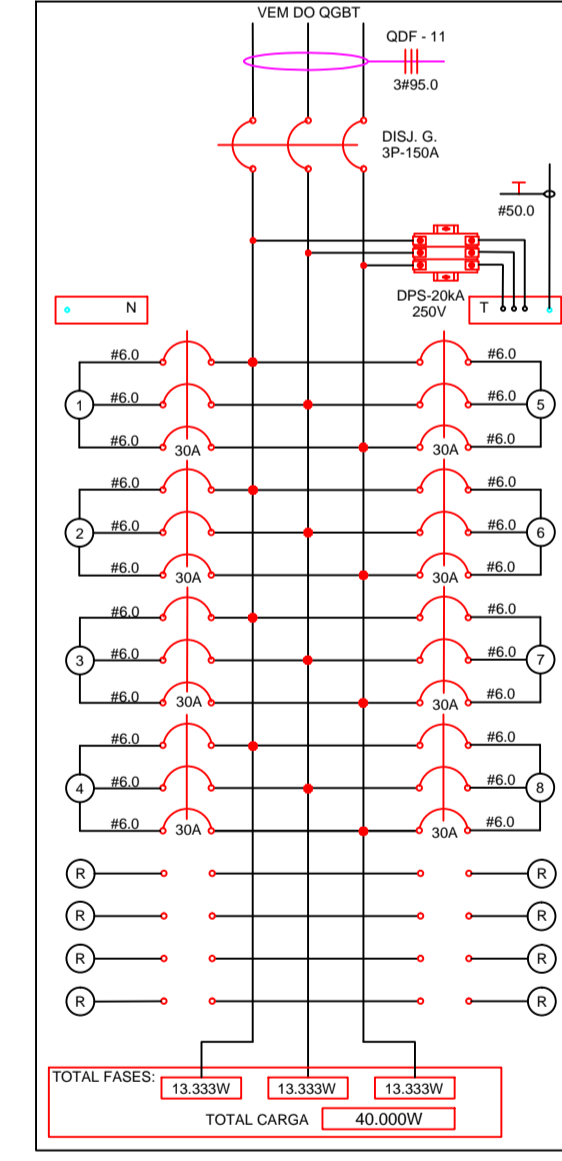 VEM DO QGBT
QDF - 11
3#95.0
DISJ. G.
3P-150A
#50.0
DPS-20kA
250V
N
T
#6.0 #6.0
1 #6.0 #6.0 5
#6.0 30A 30A #6.0
#6.0 #6.0
2 #6.0 #6.0 6
#6.0 30A 30A #6.0
#6.0 #6.0
3 #6.0 #6.0 7
#6.0 30A 30A #6.0
#6.0 #6.0
4 #6.0 #6.0 8
#6.0 30A 30A #6.0
R R
R R
R R
R R
TOTAL FASES:
13.333W 13.333W 13.333W
TOTAL CARGA 40.000W